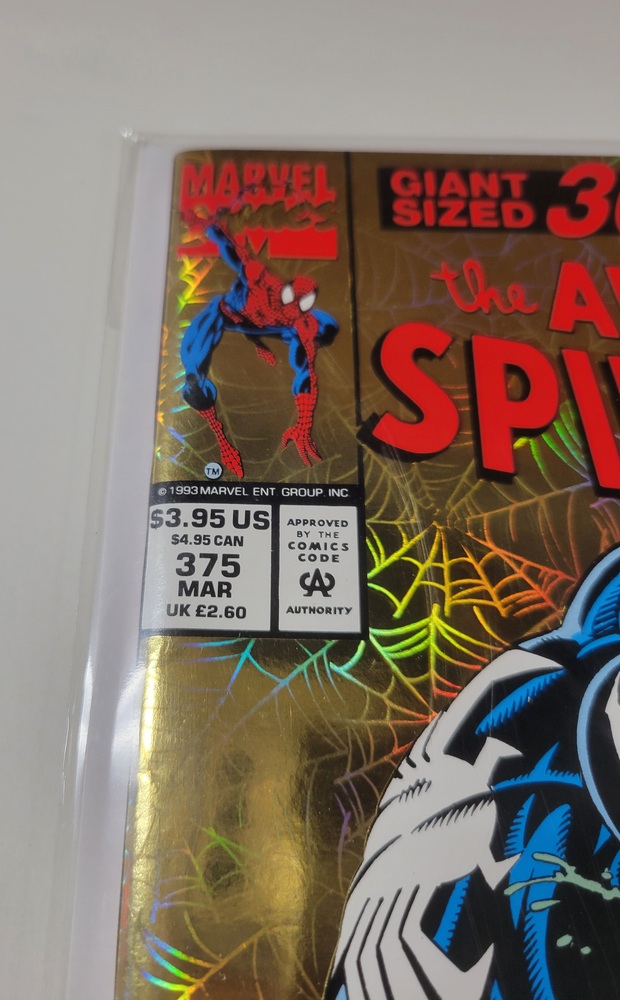 MARVEL
GIANT
SIZED
the
SPI
TM
© 1993 MARVEL ENT GROUP. INC
$3.95 US
$4.95 CAN
375
MAR
UK £2.60
APPROVED
BY THE
COMICS
CODE
AUTHORITY